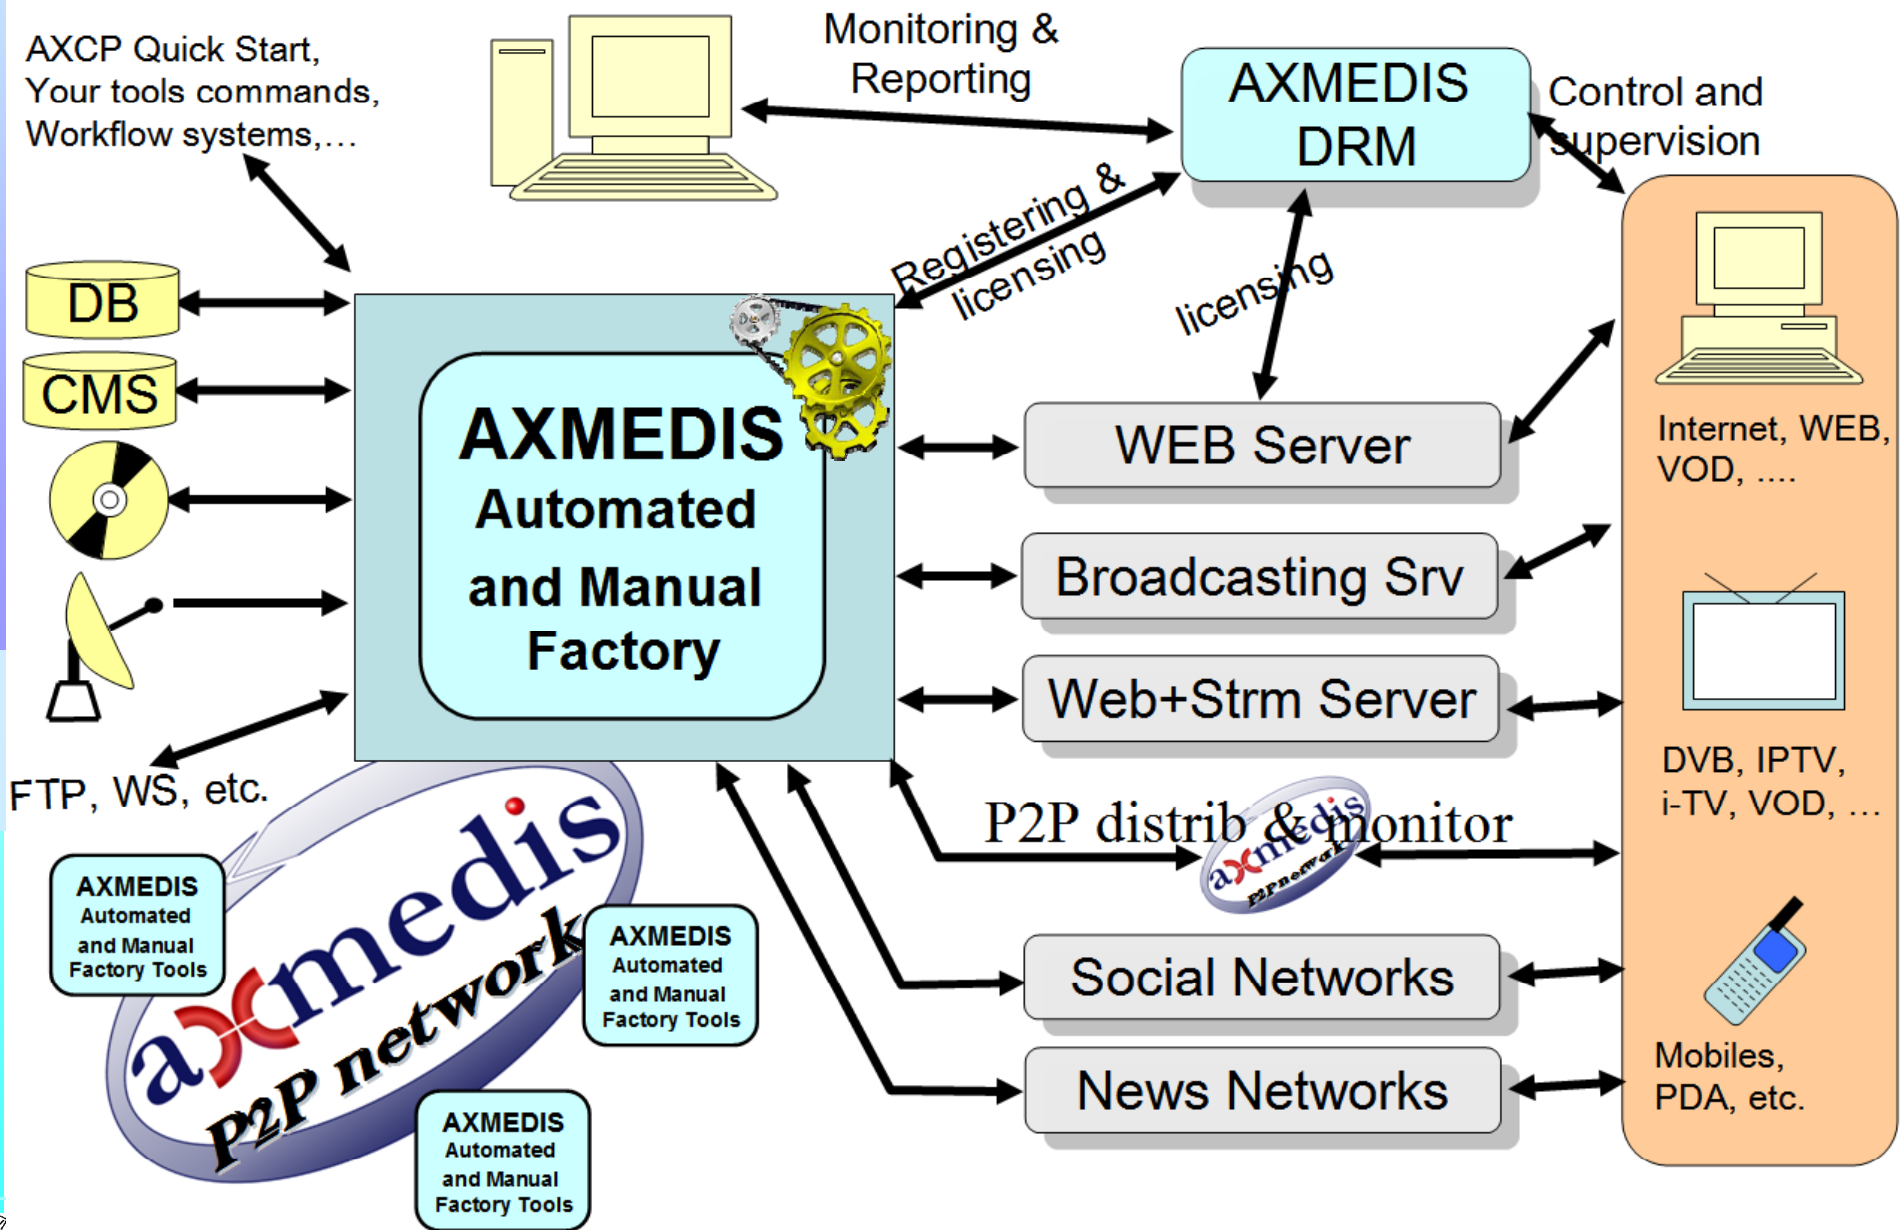 AXCP Quick Start,
Your tools commands,
Workflow systems,...
Monitoring &
Reporting
AXMEDIS
DRM
Control and
supervision
Registering &
licensing
licensing
DB
CMS
AXMEDIS
Automated
and Manual
Factory
WEB Server
Broadcasting Srv
Web+Strm Server
Internet, WEB,
VOD, ....
DVB, IPTV,
i-TV, VOD, ...
FTP, WS, etc.
P2P distrib & monitor
axmedis
P2P network
Social Networks
News Networks
Mobiles,
PDA, etc.
axmedis
P2P network
AXMEDIS
Automated
and Manual
Factory Tools
AXMEDIS
Automated
and Manual
Factory Tools
AXMEDIS
Automated
and Manual
Factory Tools